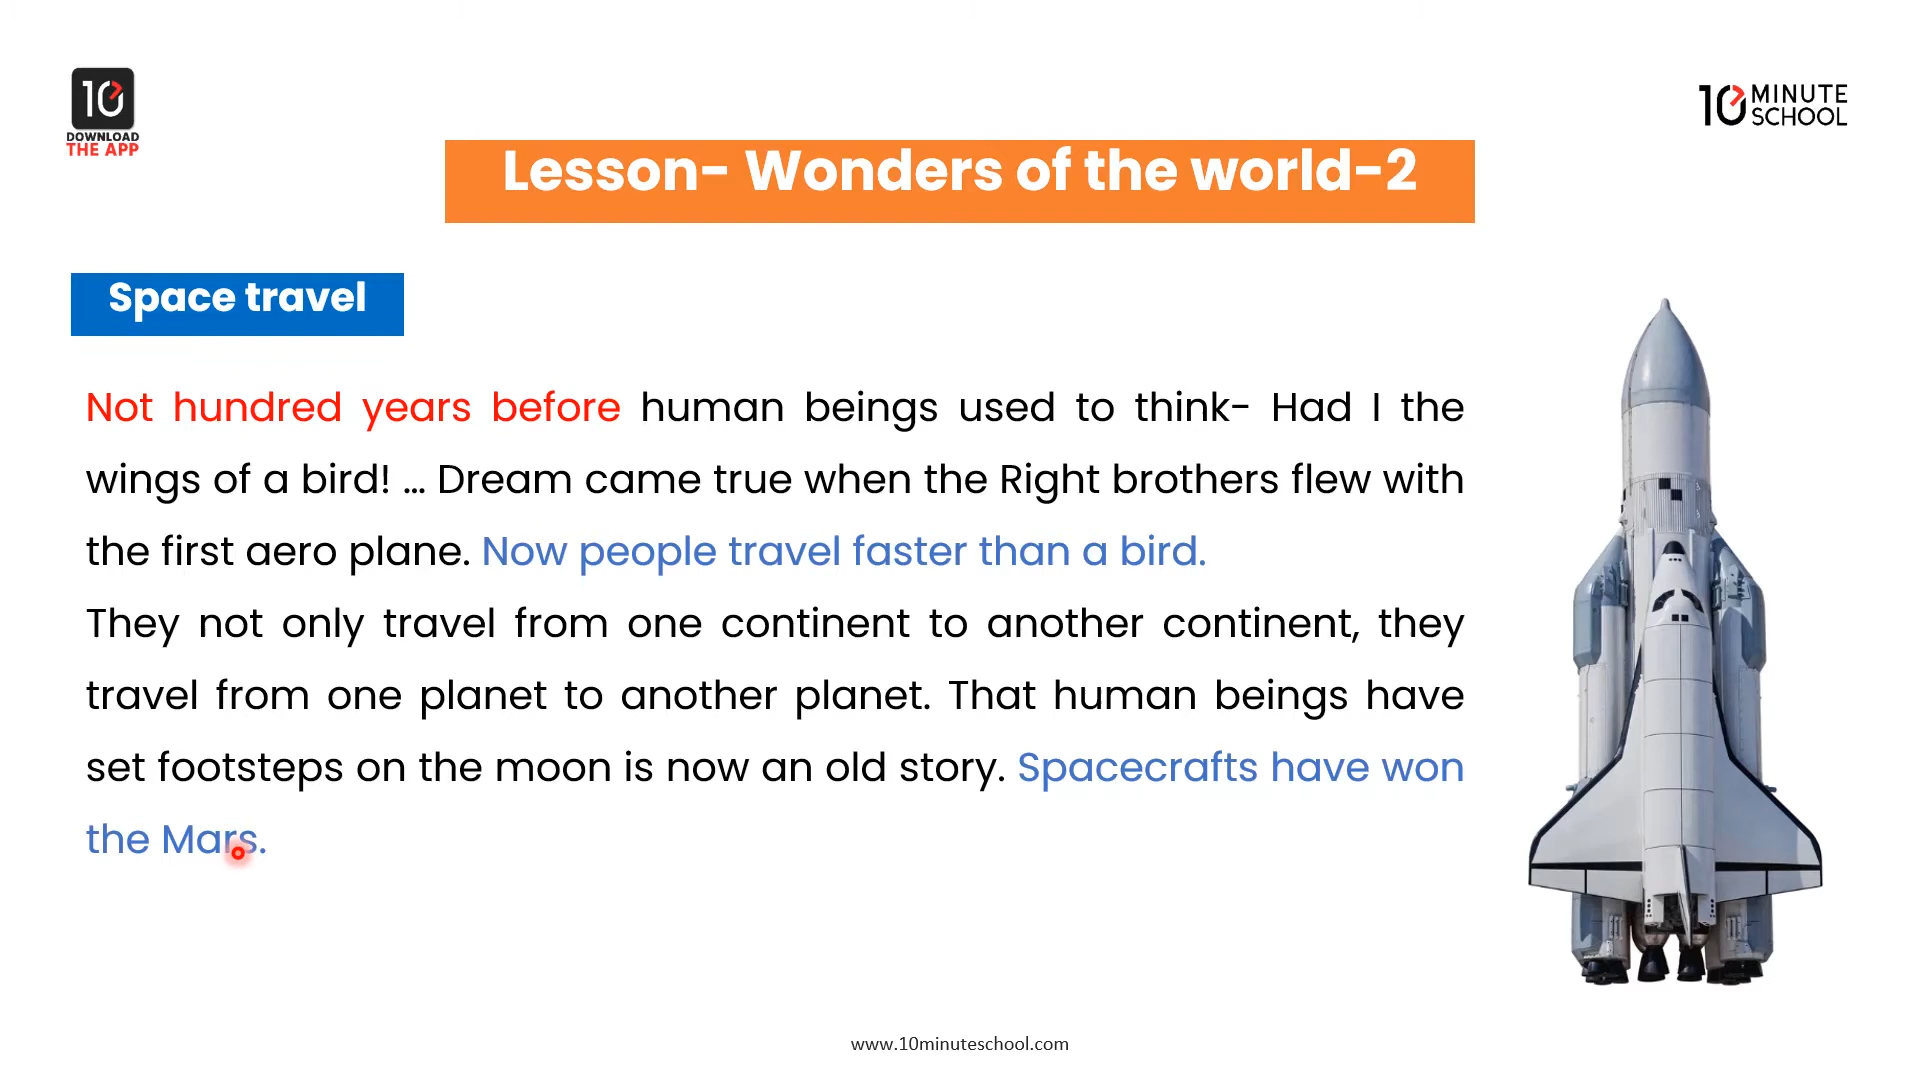 10
DOWNLOAD
THE APP
10 MINUTE
SCHOOL
Lesson- Wonders of the world-2
Space travel
Not hundred years before human beings used to think- Had I the
wings of a bird! ... Dream came true when the Right brothers flew with
the first aero plane. Now people travel faster than a bird.
They not only travel from one continent to another continent, they
travel from one planet to another planet. That human beings have
set footsteps on the moon is now an old story. Spacecrafts have won
the Mars.
www.10minuteschool.com